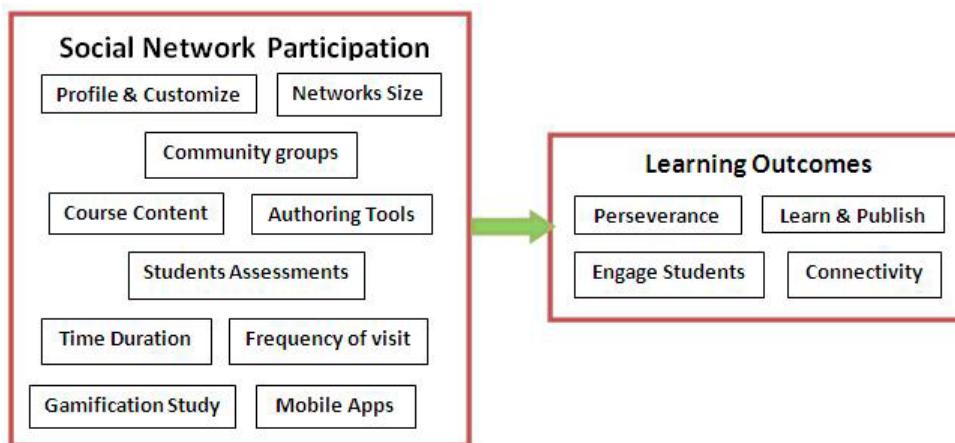 Social Network Participation
Profile & Customize
Networks Size
Community groups
Course Content
Authoring Tools
Students Assessments
Time Duration
Frequency of visit
Gamification Study
Mobile Apps
Learning Outcomes
Perseverance
Learn & Publish
Engage Students
Connectivity